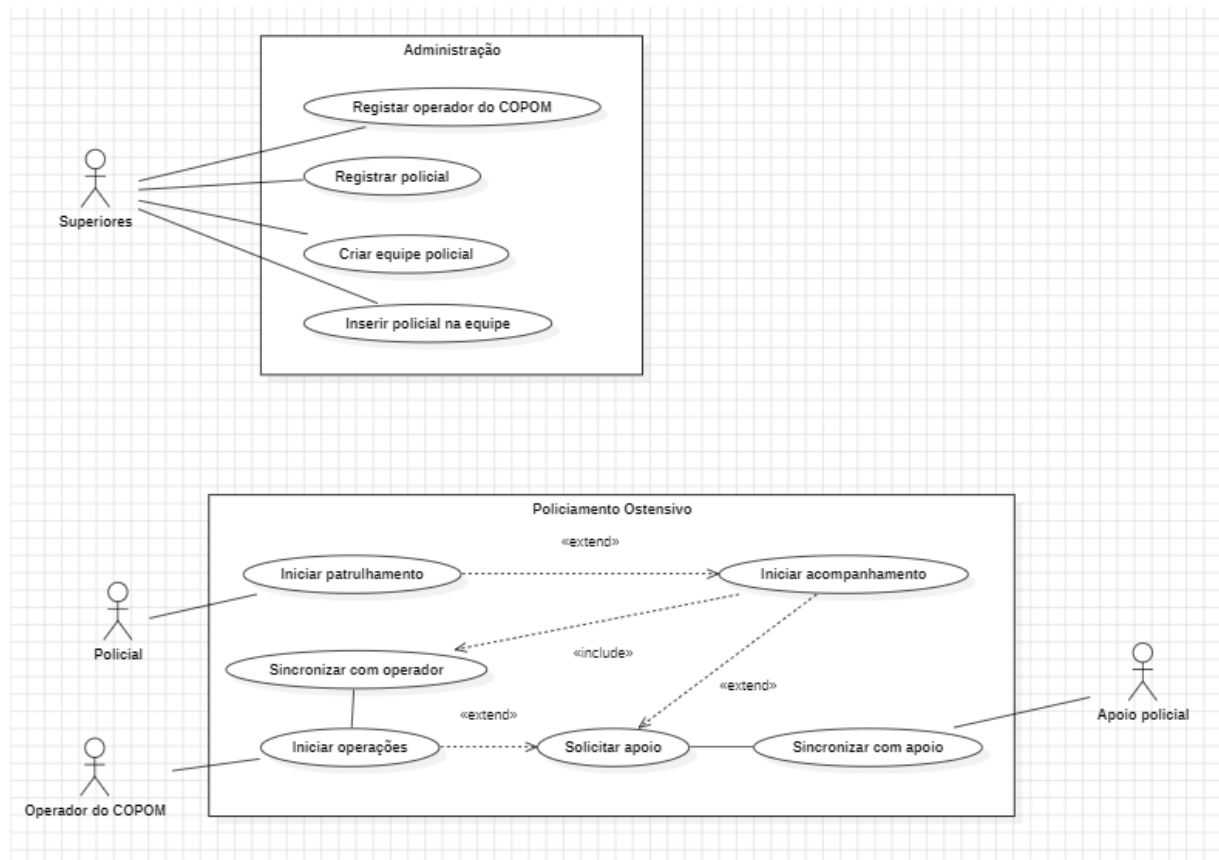 Administração
Registar operador do COPOM
Registrar policial
Superiores
Criar equipe policial
Inserir policial na equipe
Policiamento Ostensivo
«extend»
Iniciar patrulhamento
Iniciar acompanhamento
Policial
«include»
Sincronizar com operador
«extend»
Apoio policial
«extend»
Iniciar operações
Solicitar apoio
Sincronizar com apoio
Operador do COPOM